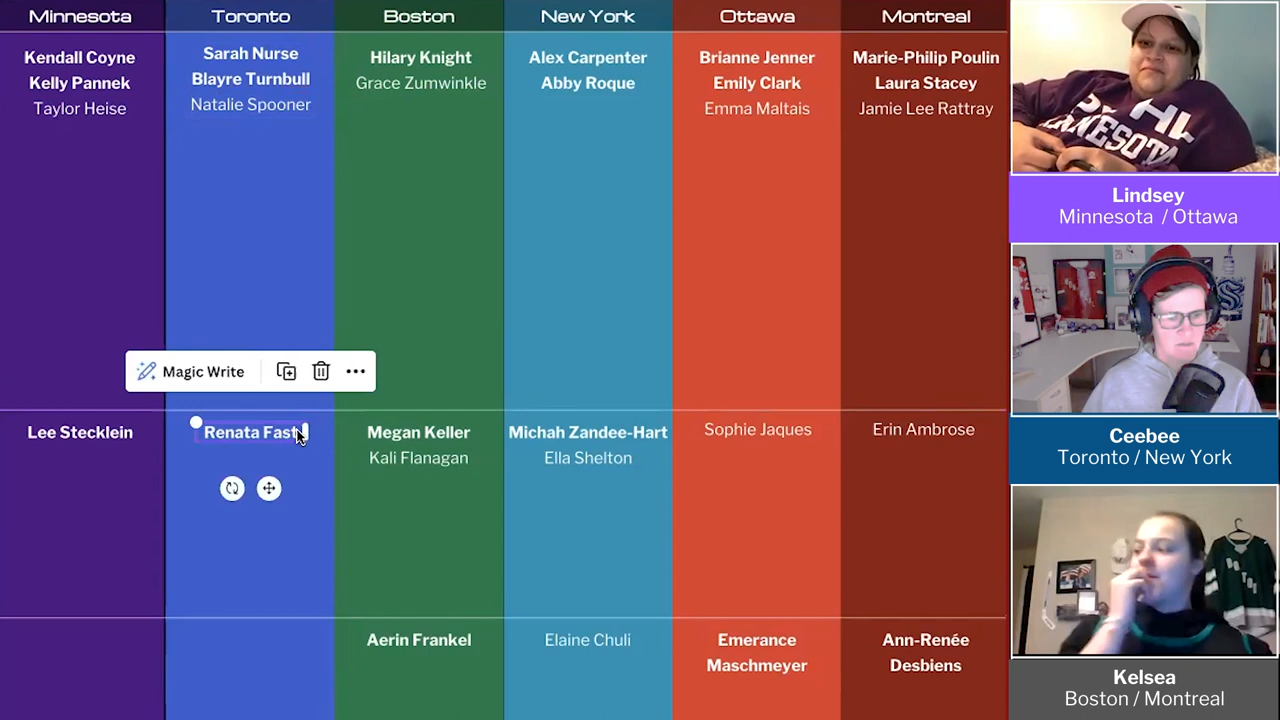 Minnesota
Toronto
Boston
New York
Ottawa
Montreal
Kendall Coyne
Kelly Pannek
Taylor Heise
Sarah Nurse
Blayre Turnbull
Natalie Spooner
Hilary Knight
Grace Zumwinkle
Alex Carpenter
Abby Roque
Brianne Jenner
Emily Clark
Emma Maltais
Marie-Philip Poulin
Laura Stacey
Jamie Lee Rattray
Magic Write
Lee Stecklein
Renata Fast
Megan Keller
Kali Flanagan
Michah Zandee-Hart
Ella Shelton
Sophie Jaques
Erin Ambrose
Aerin Frankel
Elaine Chuli
Emerance
Maschmeyer
Ann-Renée
Desbiens
Lindsey
Minnesota / Ottawa
Ceebee
Toronto / New York
Kelsea
Boston / Montreal